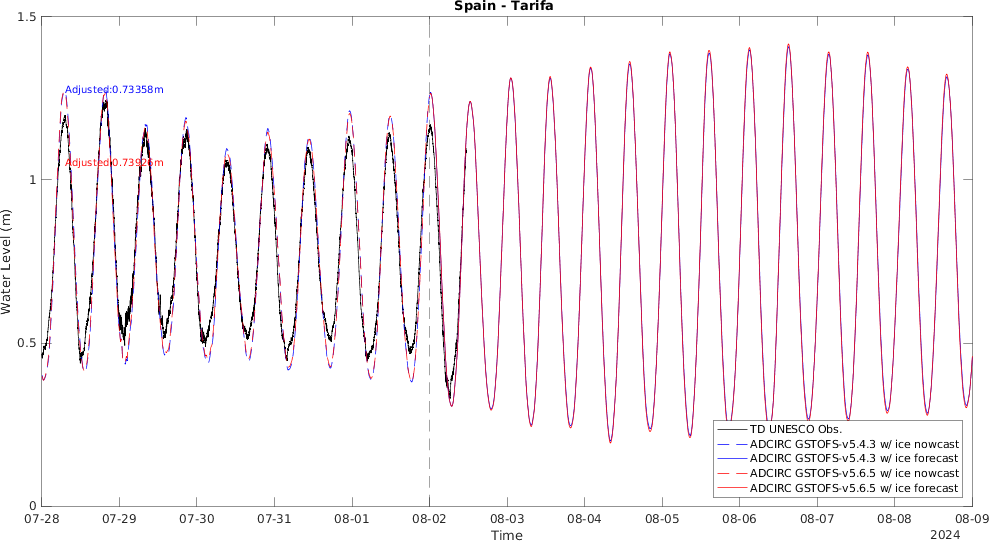 Spain - Tarifa
1.5
Adjusted:0.73358m
Adjusted:0.73926m
1
Water Level (m)
0.5
TD UNESCO Obs.
ADCIRC GSTOFS-v5.4.3 w/ ice nowcast
ADCIRC GSTOFS-v5.4.3 w/ ice forecast
ADCIRC GSTOFS-v5.6.5 w/ ice nowcast
ADCIRC GSTOFS-v5.6.5 w/ ice forecast
0
07-28 07-29 07-30 07-31 08-01 08-02 08-03 08-04 08-05 08-06 08-07 08-08 08-09
Time 2024